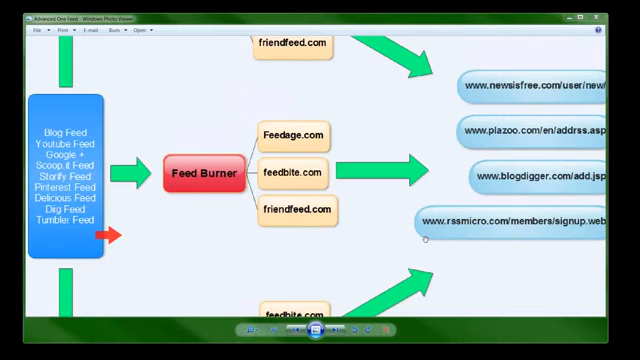 Advanced One Feed - Windows Photo Viewer
File Print E-mail Burn Open
friendfeed.com
www.newsisfree.com/user/new/
Feedage.com
www.plazoo.com/en/addrss.asp
Blog Feed
Youtube Feed
Google +
Scoop.it Feed
Storify Feed
Pinterest Feed
Delicious Feed
Diig Feed
Tumbler Feed
Feed Burner
feedbite.com
www.blogdigger.com/add.jsp
friendfeed.com
www.rssmicro.com/members/signup.web
feedbite.com